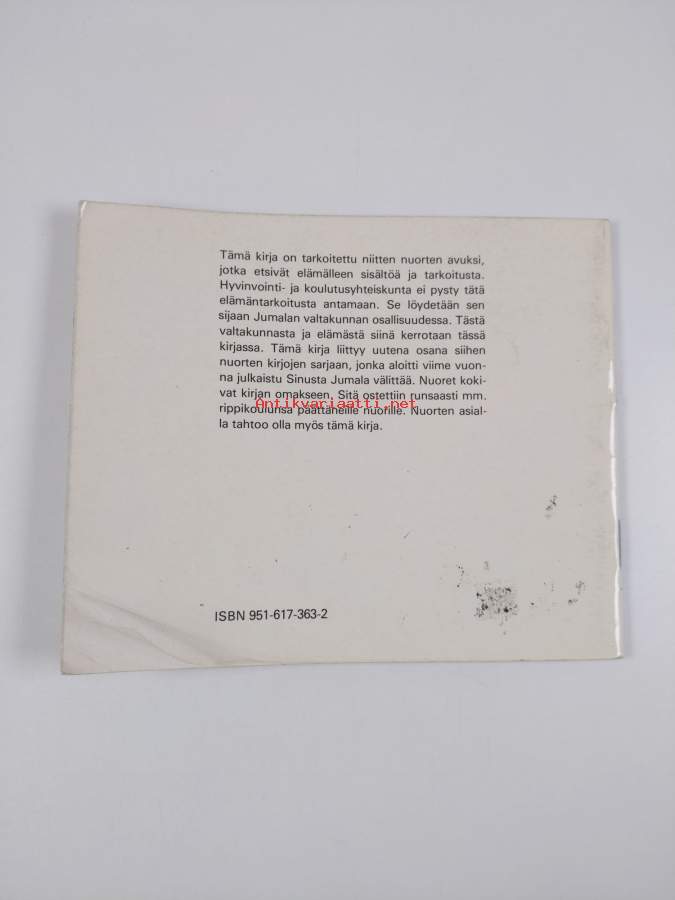 Tämä kirja on tarkoitettu niitten nuorten avuksi,
jotka etsivät elämälleen sisältöä ja tarkoitusta.
Hyvinvointi- ja koulutusyhteiskunta ei pysty tätä
elämäntarkoitusta antamaan. Se löydetään sen
sijaan Jumalan valtakunnan osallisuudessa. Tästä
valtakunnasta ja elämästä siinä kerrotaan tässä
kirjassa. Tämä kirja liittyy uutena osana siihen
nuorten kirjojen sarjaan, jonka aloitti viime vuon-
na julkaistu Sinusta Jumala välittää. Nuoret koki-
vat kirjan omakseen. Sitä ostettiin runsaasti mm.
Antikvariaatti.net
rippikoulunsa päättäneille nuorille. Nuorten asial-
la tahtoo olla myös tämä kirja.
ISBN 951-617-363-2